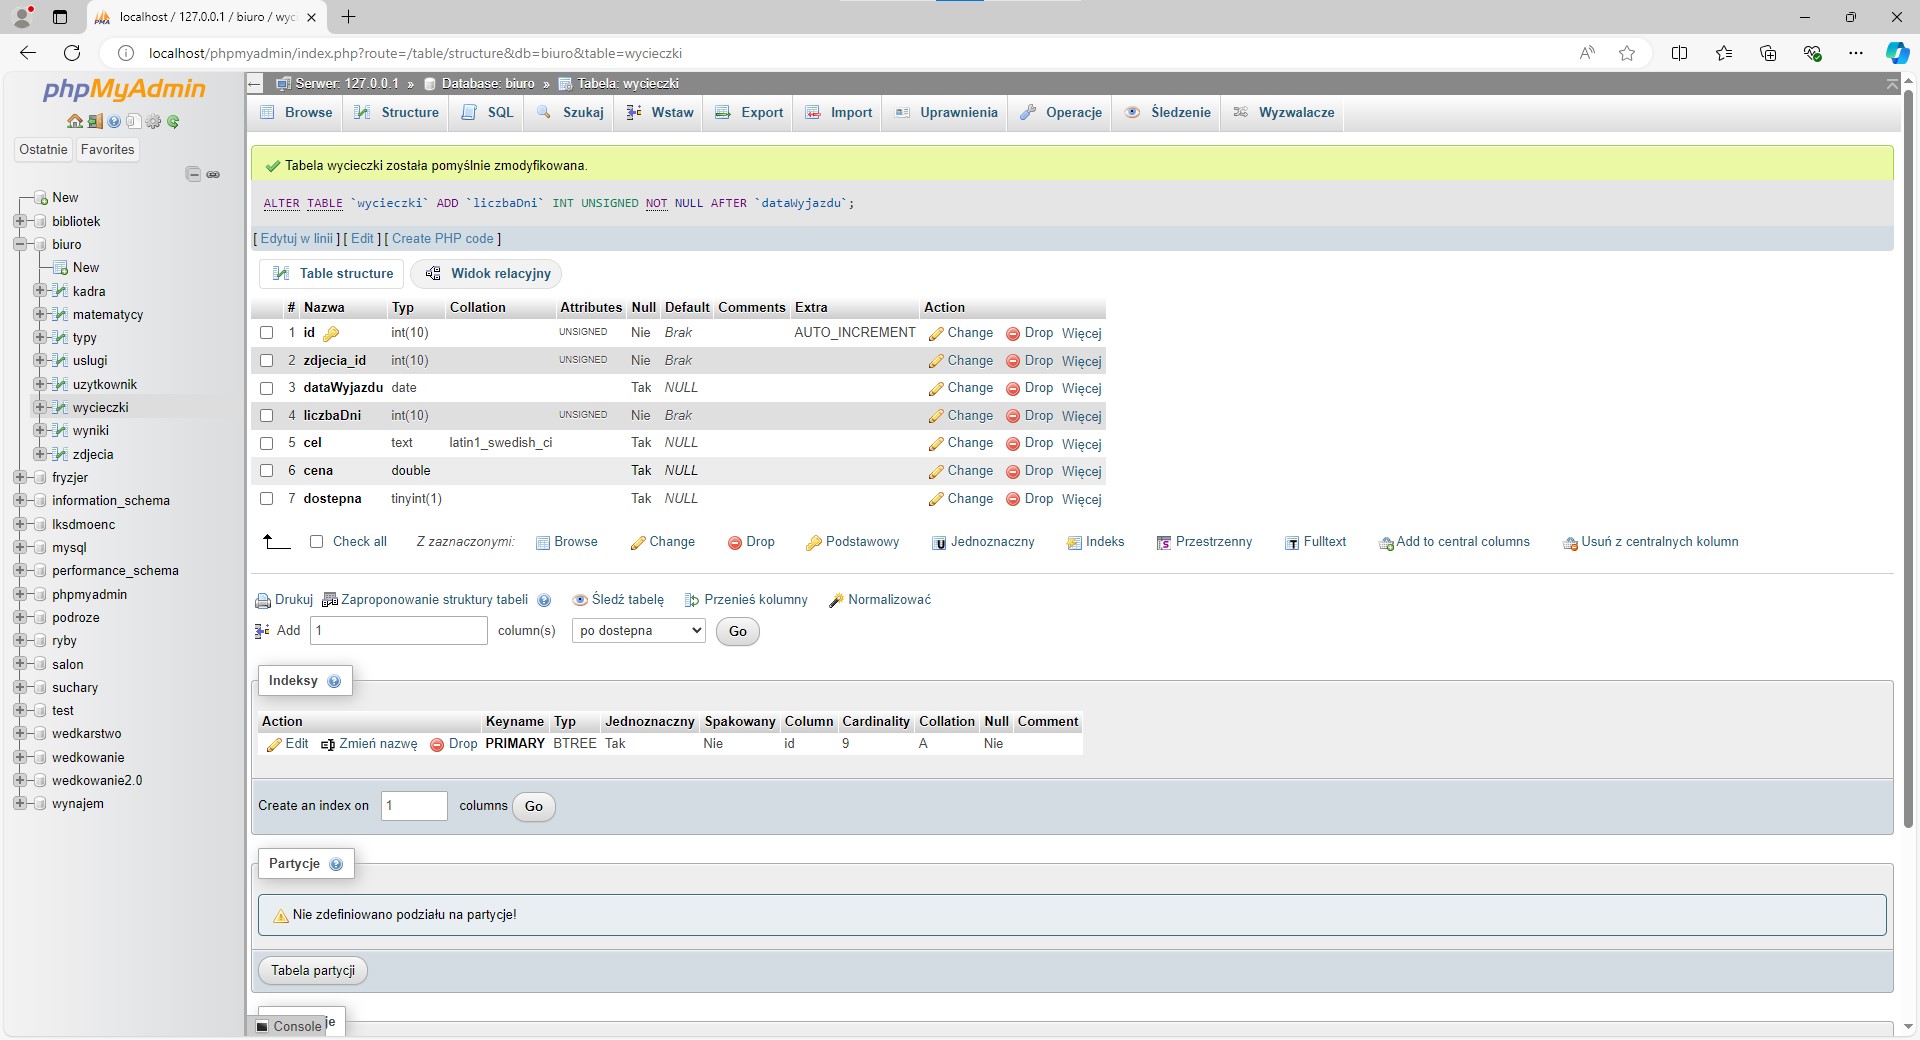 localhost / 127.0.0.1 / biuro / wyc
localhost/phpmyadmin/index.php?route=/table/structure&db=biuro&table=wycieczki
phpMyAdmin
Ostatnie Favorites
New
bibliotek
biuro
New
kadra
matematycy
typy
uslugi
uzytkownik
wycieczki
wyniki
zdjecia
fryzjer
information_schema
lksdmoenc
mysql
performance_schema
phpmyadmin
podroze
ryby
salon
suchary
test
wedkarstwo
wedkowanie
wedkowanie2.0
wynajem
Serwer: 127.0.0.1 » Database: biuro » Tabela: wycieczki
Browse Structure SQL Szukaj Wstaw Export Import Uprawnienia Operacje Śledzenie Wyzwalacze
Tabela wycieczki została pomyślnie zmodyfikowana.
ALTER TABLE `wycieczki` ADD `liczbaDni` INT UNSIGNED NOT NULL AFTER `dataWyjazdu`;
[ Edytuj w linii ] [ Edit ] [ Create PHP code ]
Table structure Widok relacyjny
# Nazwa Typ Collation Attributes Null Default Comments Extra Action
1 id int(10) UNSIGNED Nie Brak AUTO_INCREMENT Change Drop Więcej
2 zdjecia_id int(10) UNSIGNED Nie Brak Change Drop Więcej
3 dataWyjazdu date Tak NULL Change Drop Więcej
4 liczbaDni int(10) UNSIGNED Nie Brak Change Drop Więcej
5 cel text latin1_swedish_ci Tak NULL Change Drop Więcej
6 cena double Tak NULL Change Drop Więcej
7 dostepna tinyint(1) Tak NULL Change Drop Więcej
Check all Z zaznaczonymi: Browse Change Drop Podstawowy Jednoznaczny Indeks Przestrzenny Fulltext Add to central columns Usuń z centralnych kolumn
Drukuj Zaproponowanie struktury tabeli Śledź tabelę Przenieś kolumny Normalizować
Add 1 column(s) po dostepna Go
Indeksy
Action Keyname Typ Jednoznaczny Spakowany Column Cardinality Collation Null Comment
Edit Zmień nazwę Drop PRIMARY BTREE Tak Nie id 9 A Nie
Create an index on 1 columns Go
Partycje
Nie zdefiniowano podziału na partycje!
Tabela partycji
Console je